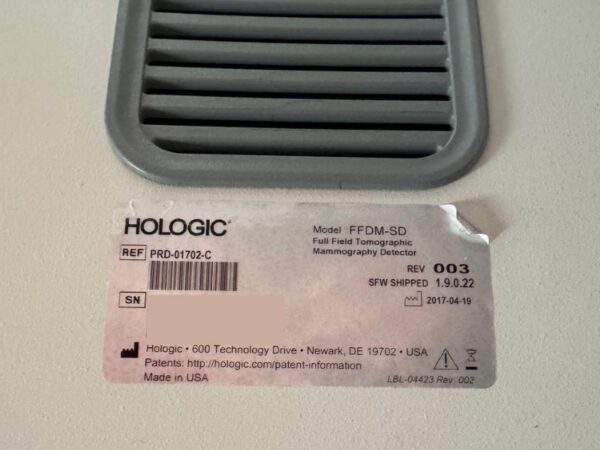 HOLOGIC
Model FFDM-SD
Full Field Tomographic
Mammography Detector
REF PRD-01702-C
REV 003
SFW SHIPPED 1.9.0.22
2017-04-19
SN
Hologic • 600 Technology Drive • Newark, DE 19702 • USA
Patents: http://hologic.com/patent-information
Made in USA
LBL-04423 Rev 002